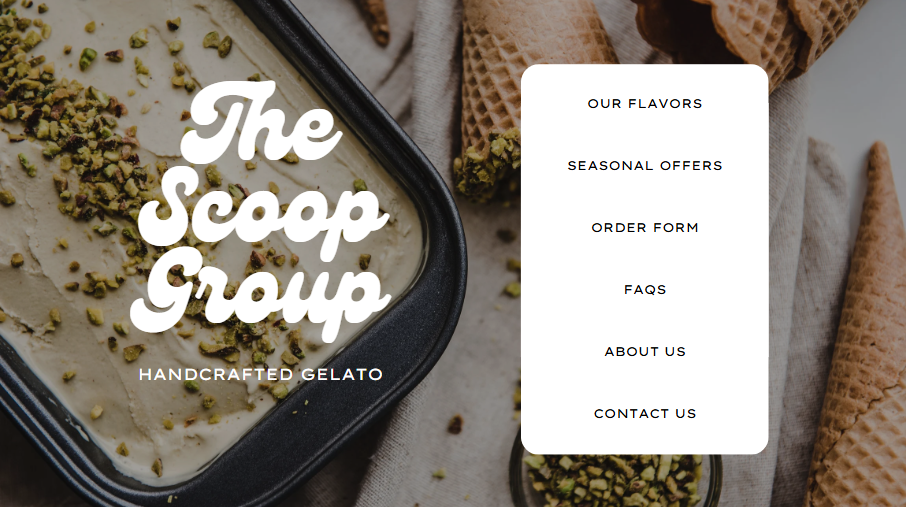 The
Scoop
Group
HANDCRAFTED GELATO
OUR FLAVORS
SEASONAL OFFERS
ORDER FORM
FAQS
ABOUT US
CONTACT US